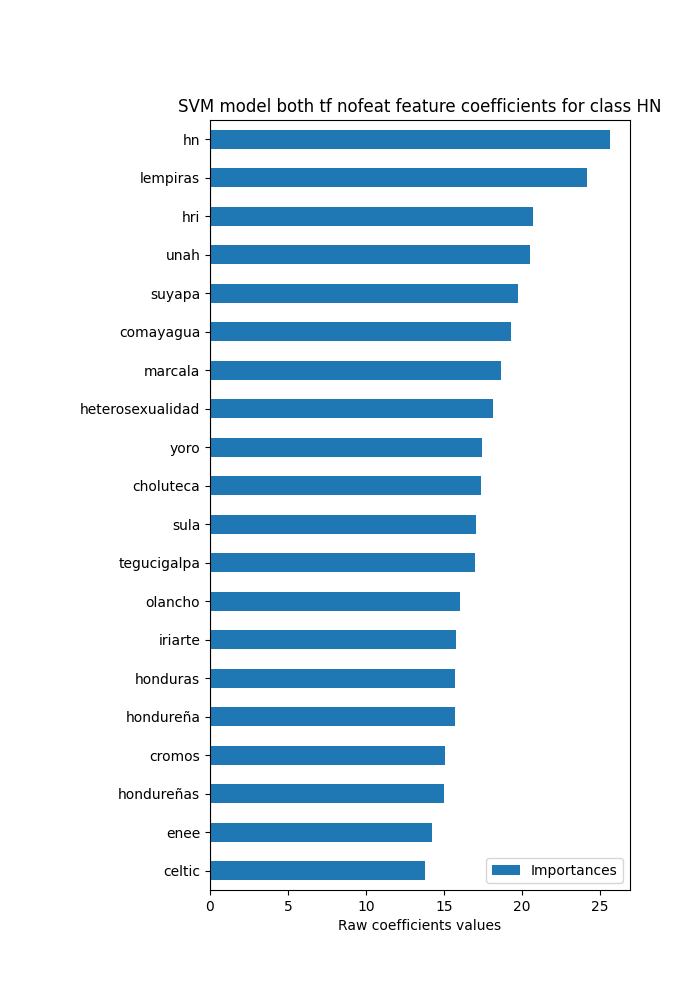 SVM model both tf nofeat feature coefficients for class HN
hn
lempiras
hri
unah
suyapa
comayagua
marcala
heterosexualidad
yoro
choluteca
sula
tegucigalpa
olancho
iriarte
honduras
hondureña
cromos
hondureñas
enee
celtic
Importances
0 5 10 15 20 25
Raw coefficients values